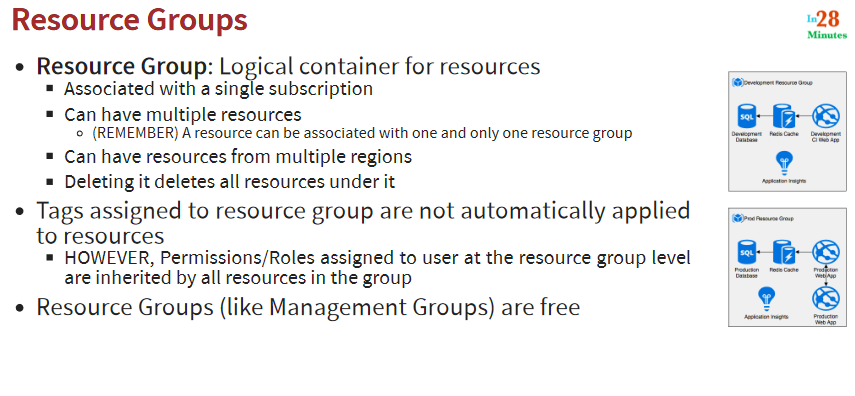 Resource Groups
In28
Minutes
Resource Group: Logical container for resources
Associated with a single subscription
Can have multiple resources
(REMEMBER) A resource can be associated with one and only one resource group
Can have resources from multiple regions
Deleting it deletes all resources under it
Tags assigned to resource group are not automatically applied
to resources
HOWEVER, Permissions/Roles assigned to user at the resource group level
are inherited by all resources in the group
Resource Groups (like Management Groups) are free
Development Resource Group
SQL
Development
Database
Redis Cache
Development
CI Web App
Application Insights
Prod Resource Group
SQL
Production
Database
Redis Cache
Production
Web App
Application Insights
Production
Web App